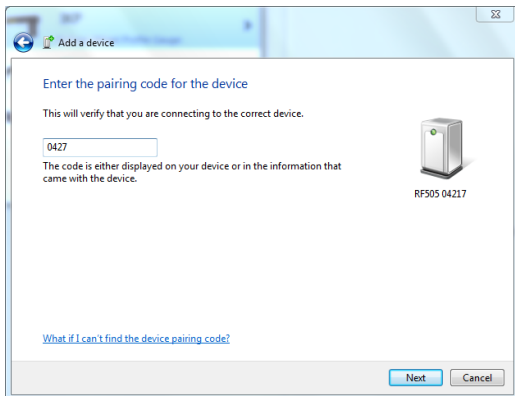 Add a device
Enter the pairing code for the device
This will verify that you are connecting to the correct device.
0427
The code is either displayed on your device or in the information that
came with the device.
RF505 04217
What if I can't find the device pairing code?
Next Cancel